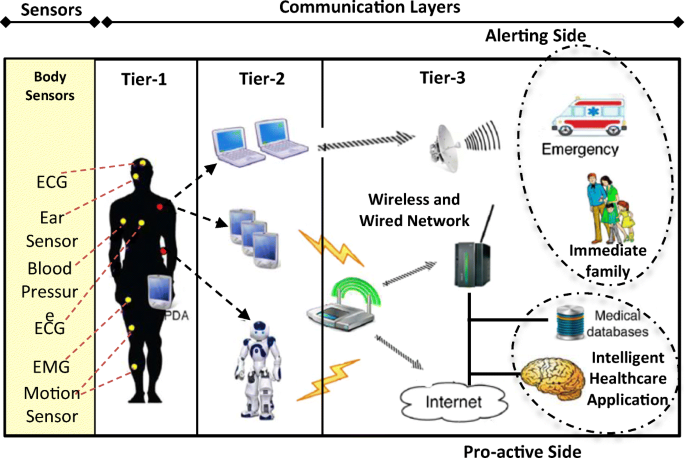 Sensors
Communication Layers
Alerting Side
Body
Sensors
Tier-1
Tier-2
Tier-3
ECG
Ear
Sensor
Blood
Pressur
e
ECG
EMG
Motion
Sensor
PDA
Wireless and
Wired Network
Emergency
Immediate
family
Medical
databases
Intelligent
Healthcare
Application
Internet
Pro-active Side